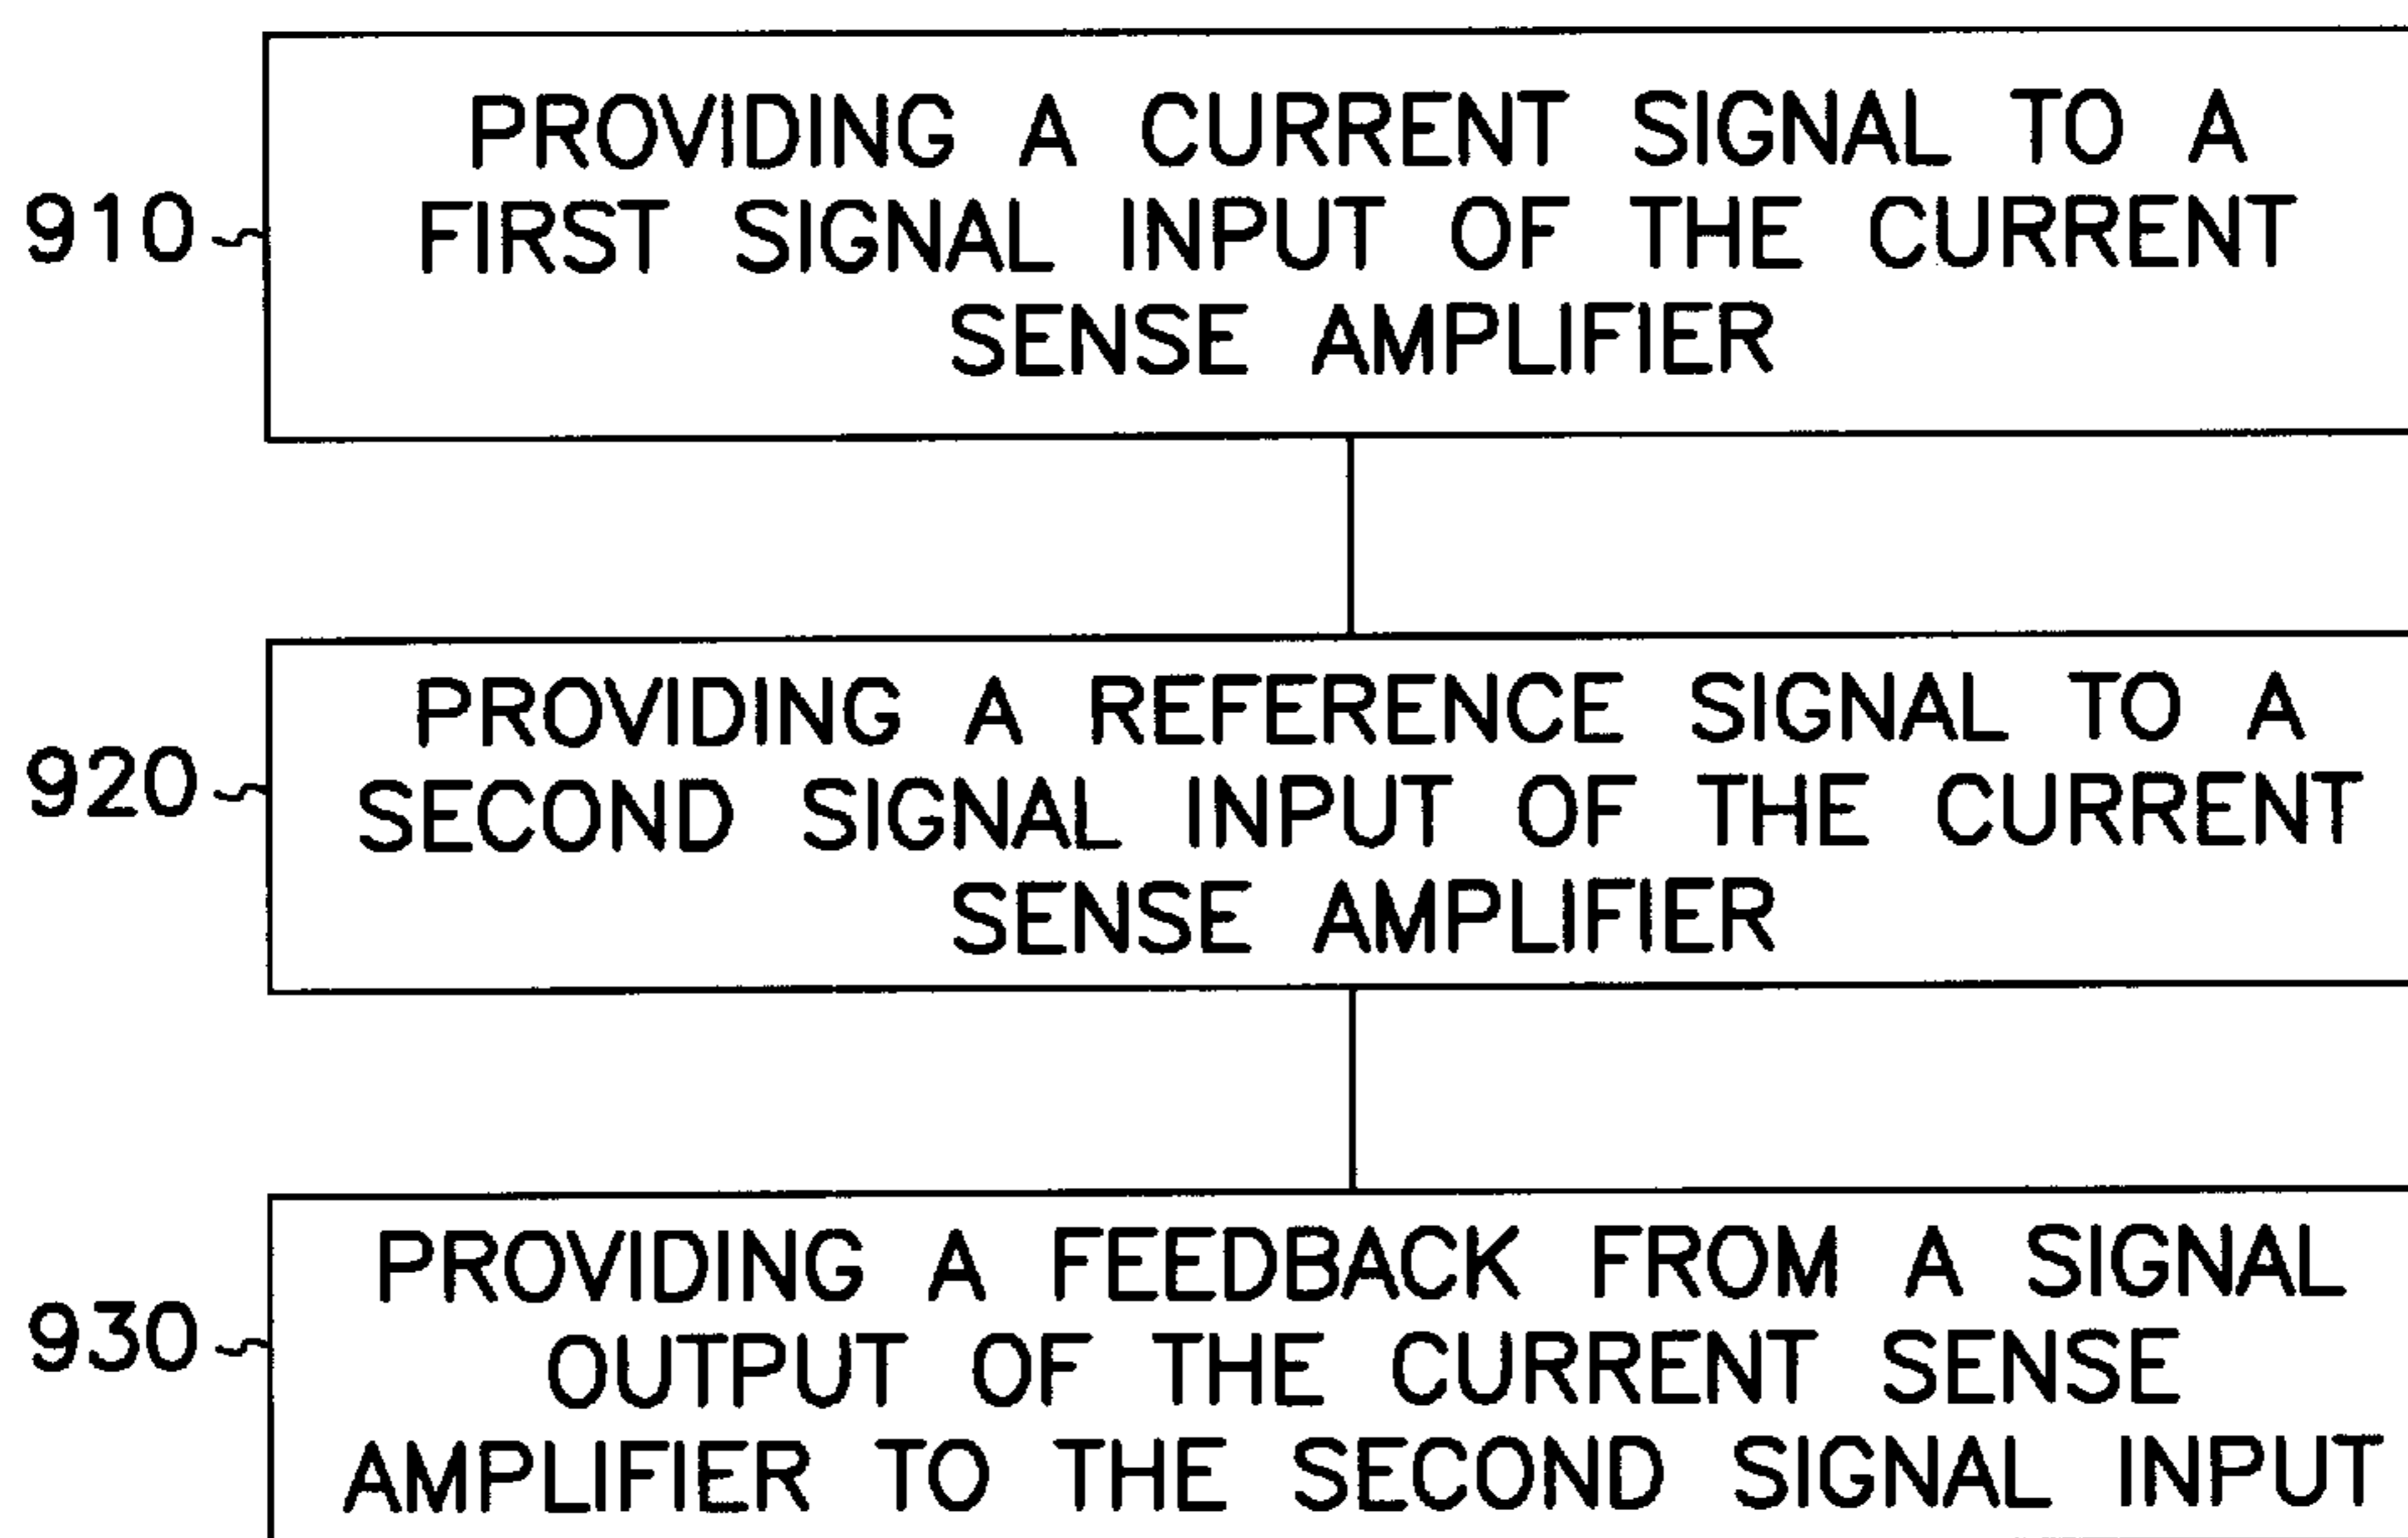 PROVIDING A CURRENT SIGNAL TO A
910 FIRST SIGNAL INPUT OF THE CURRENT
SENSE AMPLIFIER
PROVIDING A REFERENCE SIGNAL TO A
920 SECOND SIGNAL INPUT OF THE CURRENT
SENSE AMPLIFIER
PROVIDING A FEEDBACK FROM A SIGNAL
930 OUTPUT OF THE CURRENT SENSE
AMPLIFIER TO THE SECOND SIGNAL INPUT